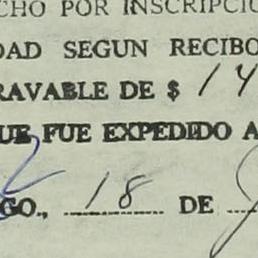 CHO POR INSCRIPCIO
DAD SEGUN RECIBO
RAVABLE DE $ 14
QUE FUE EXPEDIDO A
GO., 18 DE